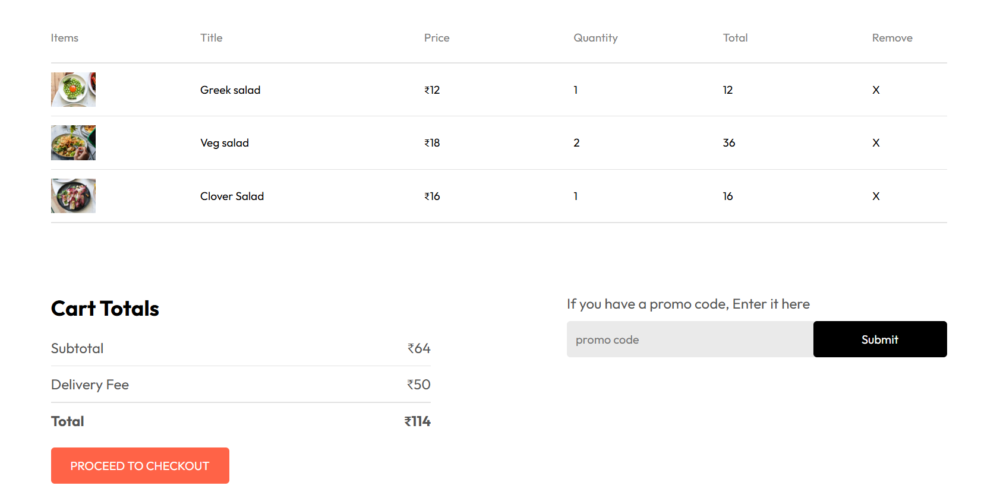 Items Title Price Quantity Total Remove
Greek salad ₹12 1 12 X
Veg salad ₹18 2 36 X
Clover Salad ₹16 1 16 X
Cart Totals
If you have a promo code, Enter it here
promo code Submit
Subtotal ₹64
Delivery Fee ₹50
Total ₹114
PROCEED TO CHECKOUT